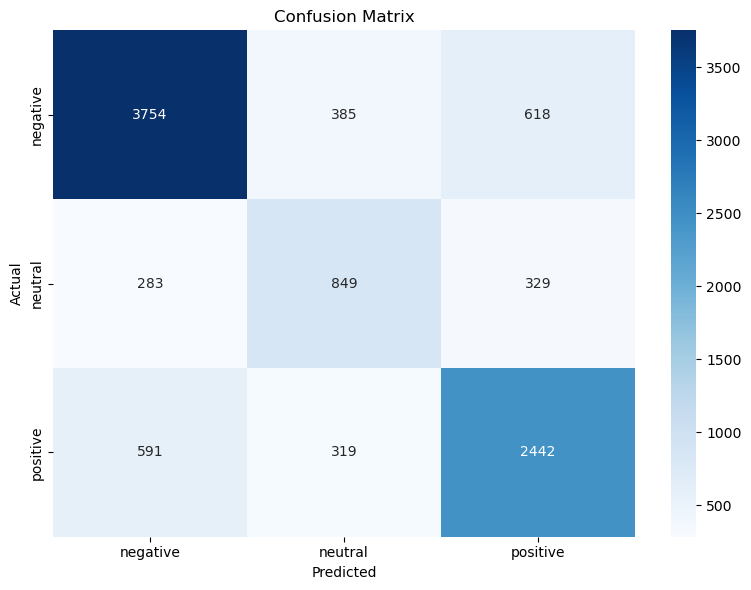 Confusion Matrix
negative
3754
385
618
neutral
283
849
329
positive
591
319
2442
Actual
negative
neutral
positive
Predicted
3500
3000
2500
2000
1500
1000
500